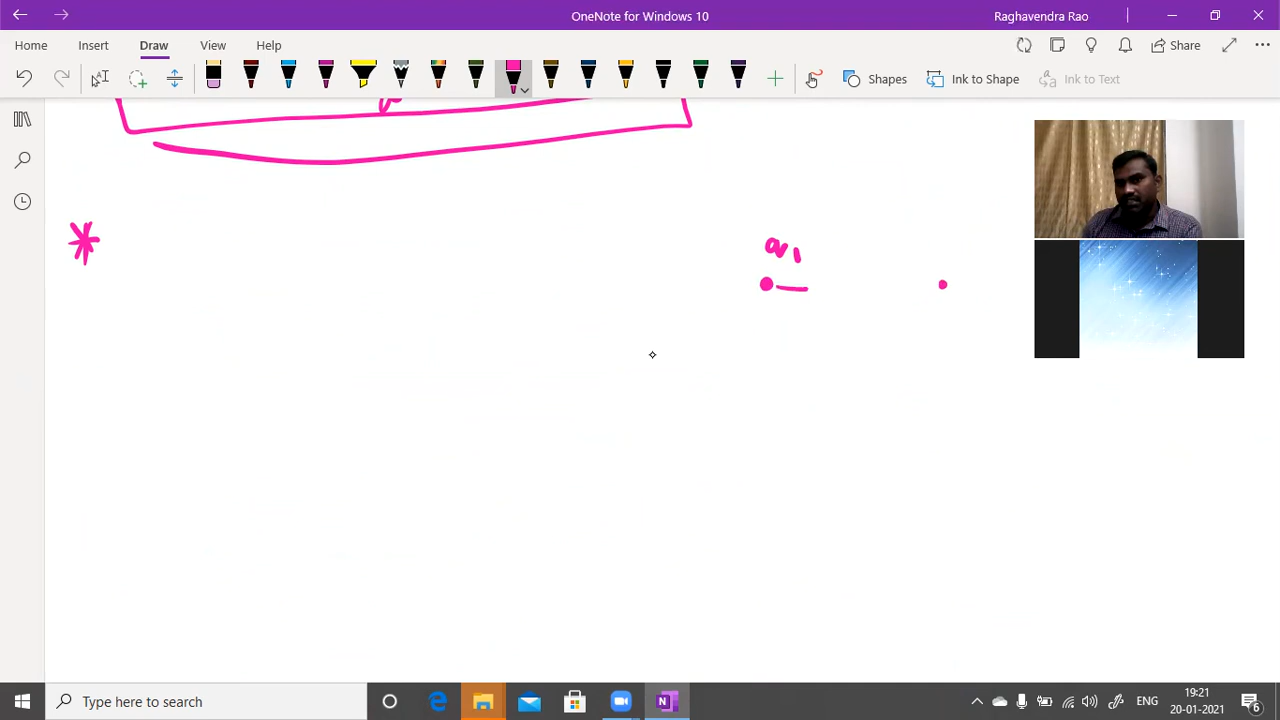 OneNote for Windows 10
Raghavendra Rao
Home Insert Draw View Help
Share
Shapes
Ink to Shape
Ink to Text
*
Type here to search
ENG
19:21
20-01-2021
6